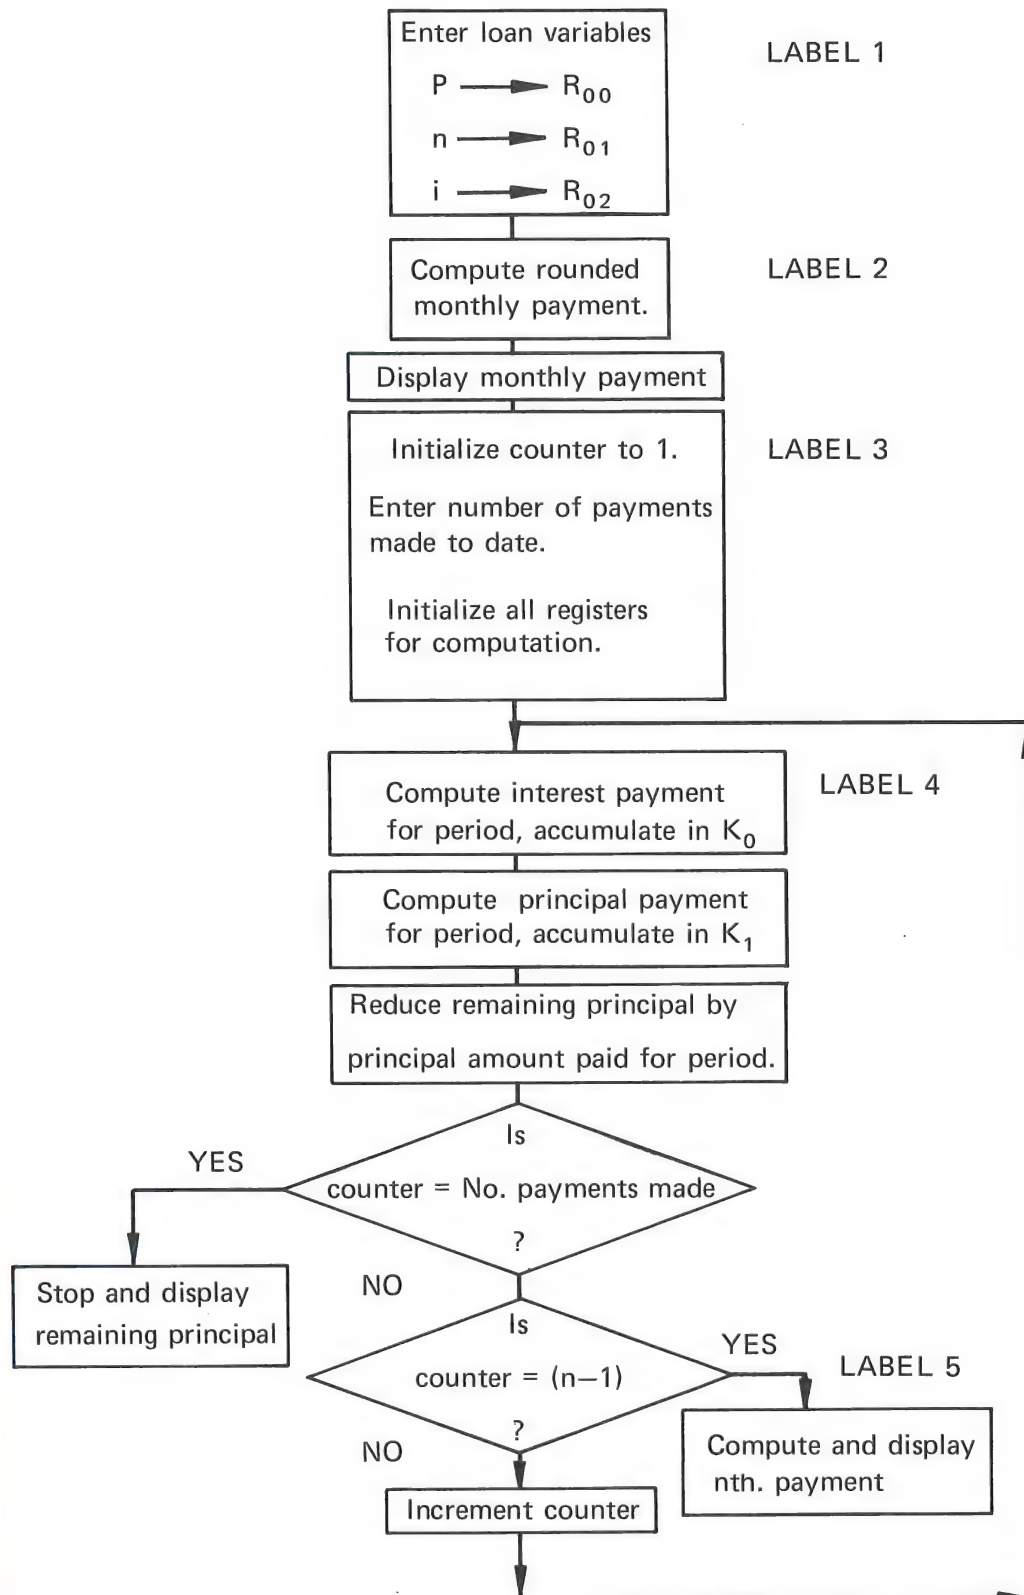 Enter loan variables
LABEL 1
P R00
n R01
i R02
Compute rounded
monthly payment.
LABEL 2
Display monthly payment
Initialize counter to 1.
LABEL 3
Enter number of payments
made to date.
Initialize all registers
for computation.
Compute interest payment
for period, accumulate in K0
LABEL 4
Compute principal payment
for period, accumulate in K1
Reduce remaining principal by
principal amount paid for period.
Is
counter = No. payments made
?
YES
Stop and display
remaining principal
NO
Is
counter = (n–1)
?
YES
LABEL 5
Compute and display
nth. payment
NO
Increment counter